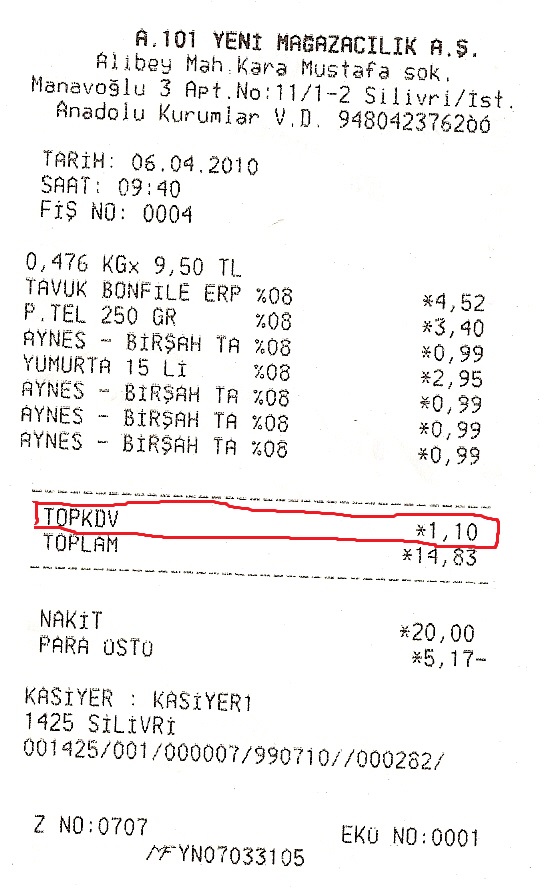 A.101 YENİ MAĞAZACILIK A.Ş.
Alibey Mah.Kara Mustafa sok.
Manavoğlu 3 Apt.No:11/1-2 Silivri/İst.
Anadolu Kurumlar V.D. 948042376206
TARİH: 06.04.2010
SAAT: 09:40
FİŞ NO: 0004
0,476 KGx 9,50 TL
TAVUK BONFİLE ERP %08 *4,52
P.TEL 250 GR %08 *3,40
AYNES - BİRŞAH TA %08 *0,99
YUMURTA 15 Lİ %08 *2,95
AYNES - BİRŞAH TA %08 *0,99
AYNES - BİRŞAH TA %08 *0,99
AYNES - BİRŞAH TA %08 *0,99
TOPKDV *1,10
TOPLAM *14,83
NAKİT *20,00
PARA ÜSTÜ *5,17-
KASİYER : KASİYER1
1425 SİLİVRİ
001425/001/000007/990710//000282/
Z NO:0707 EKÜ NO:0001
MF YN07033105